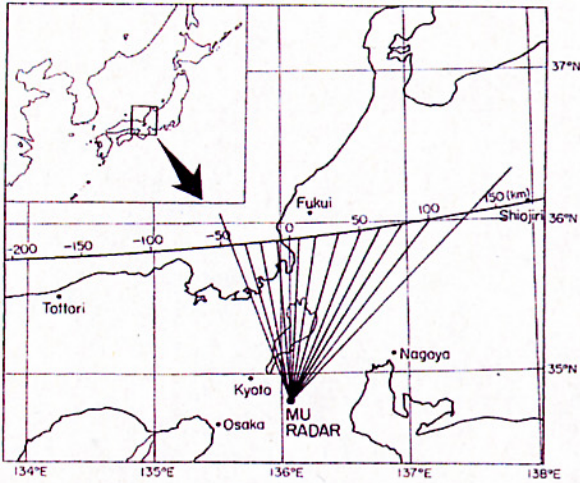 37°N
Fukui
150(km)
100
36°N
Shiojiri
50
0
-50
-100
-150
-200
Tottori
Nagoya
35°N
Kyoto
MU
RADAR
Osaka
134°E
135°E
136°E
137°E
138°E